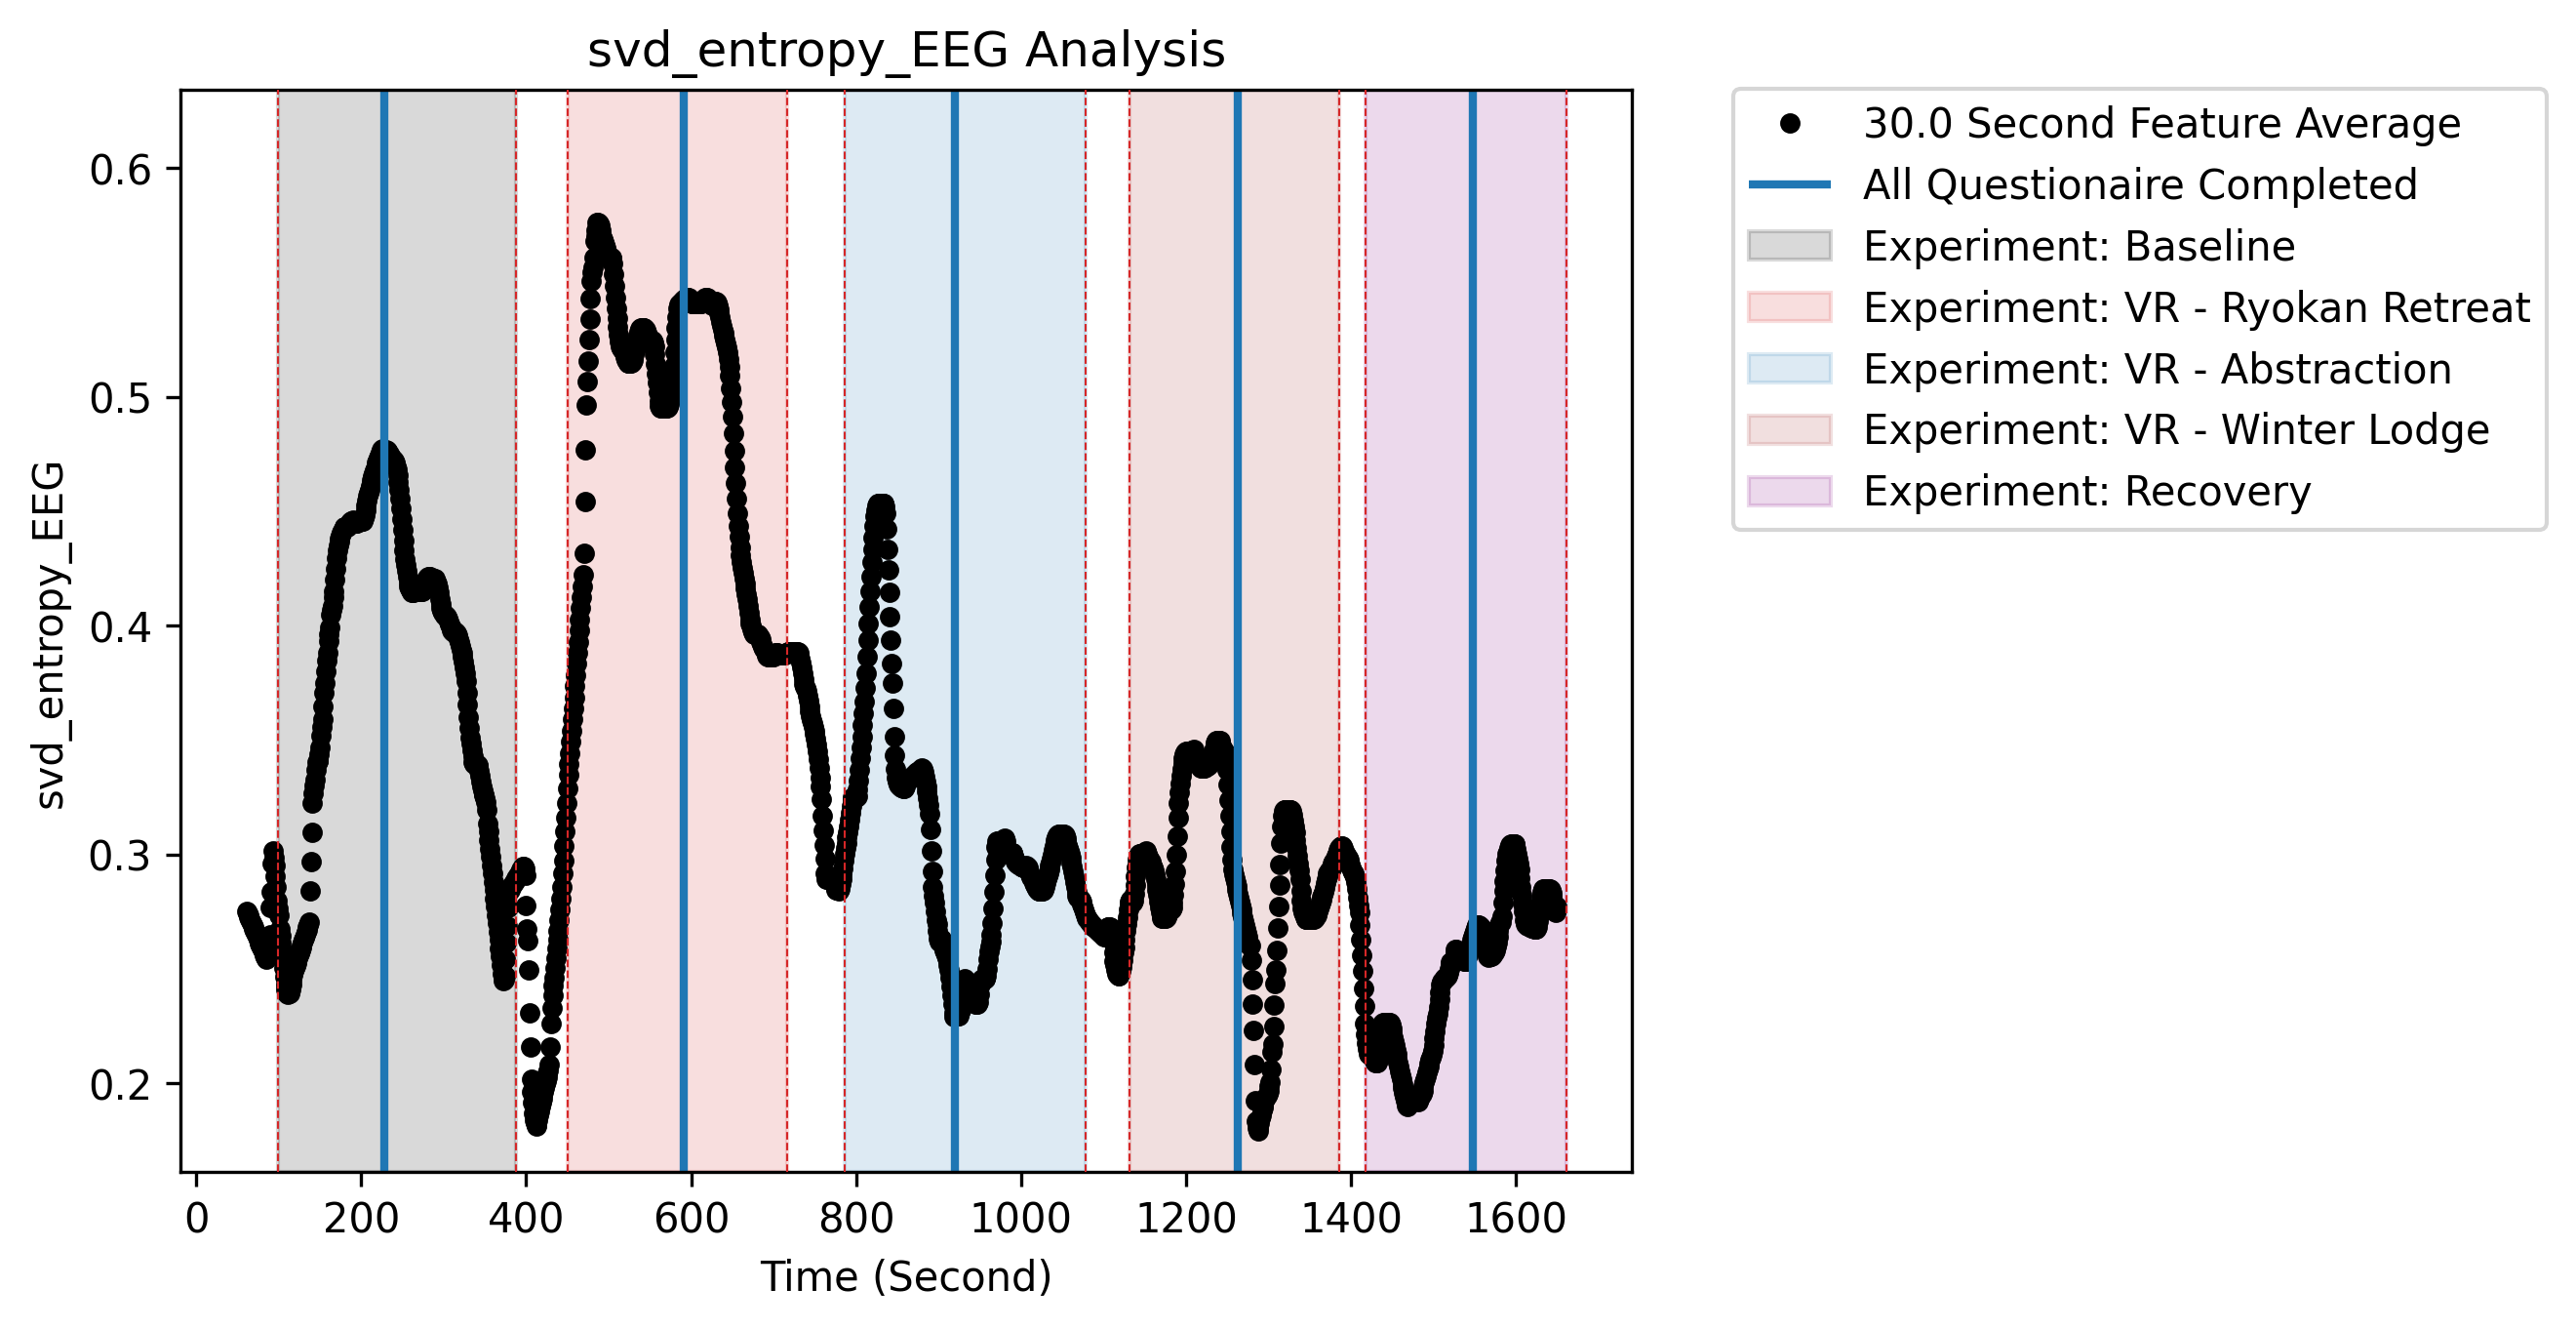 svd_entropy_EEG Analysis
svd_entropy_EEG
0.6
0.5
0.4
0.3
0.2
0 200 400 600 800 1000 1200 1400 1600
Time (Second)
30.0 Second Feature Average
All Questionaire Completed
Experiment: Baseline
Experiment: VR - Ryokan Retreat
Experiment: VR - Abstraction
Experiment: VR - Winter Lodge
Experiment: Recovery